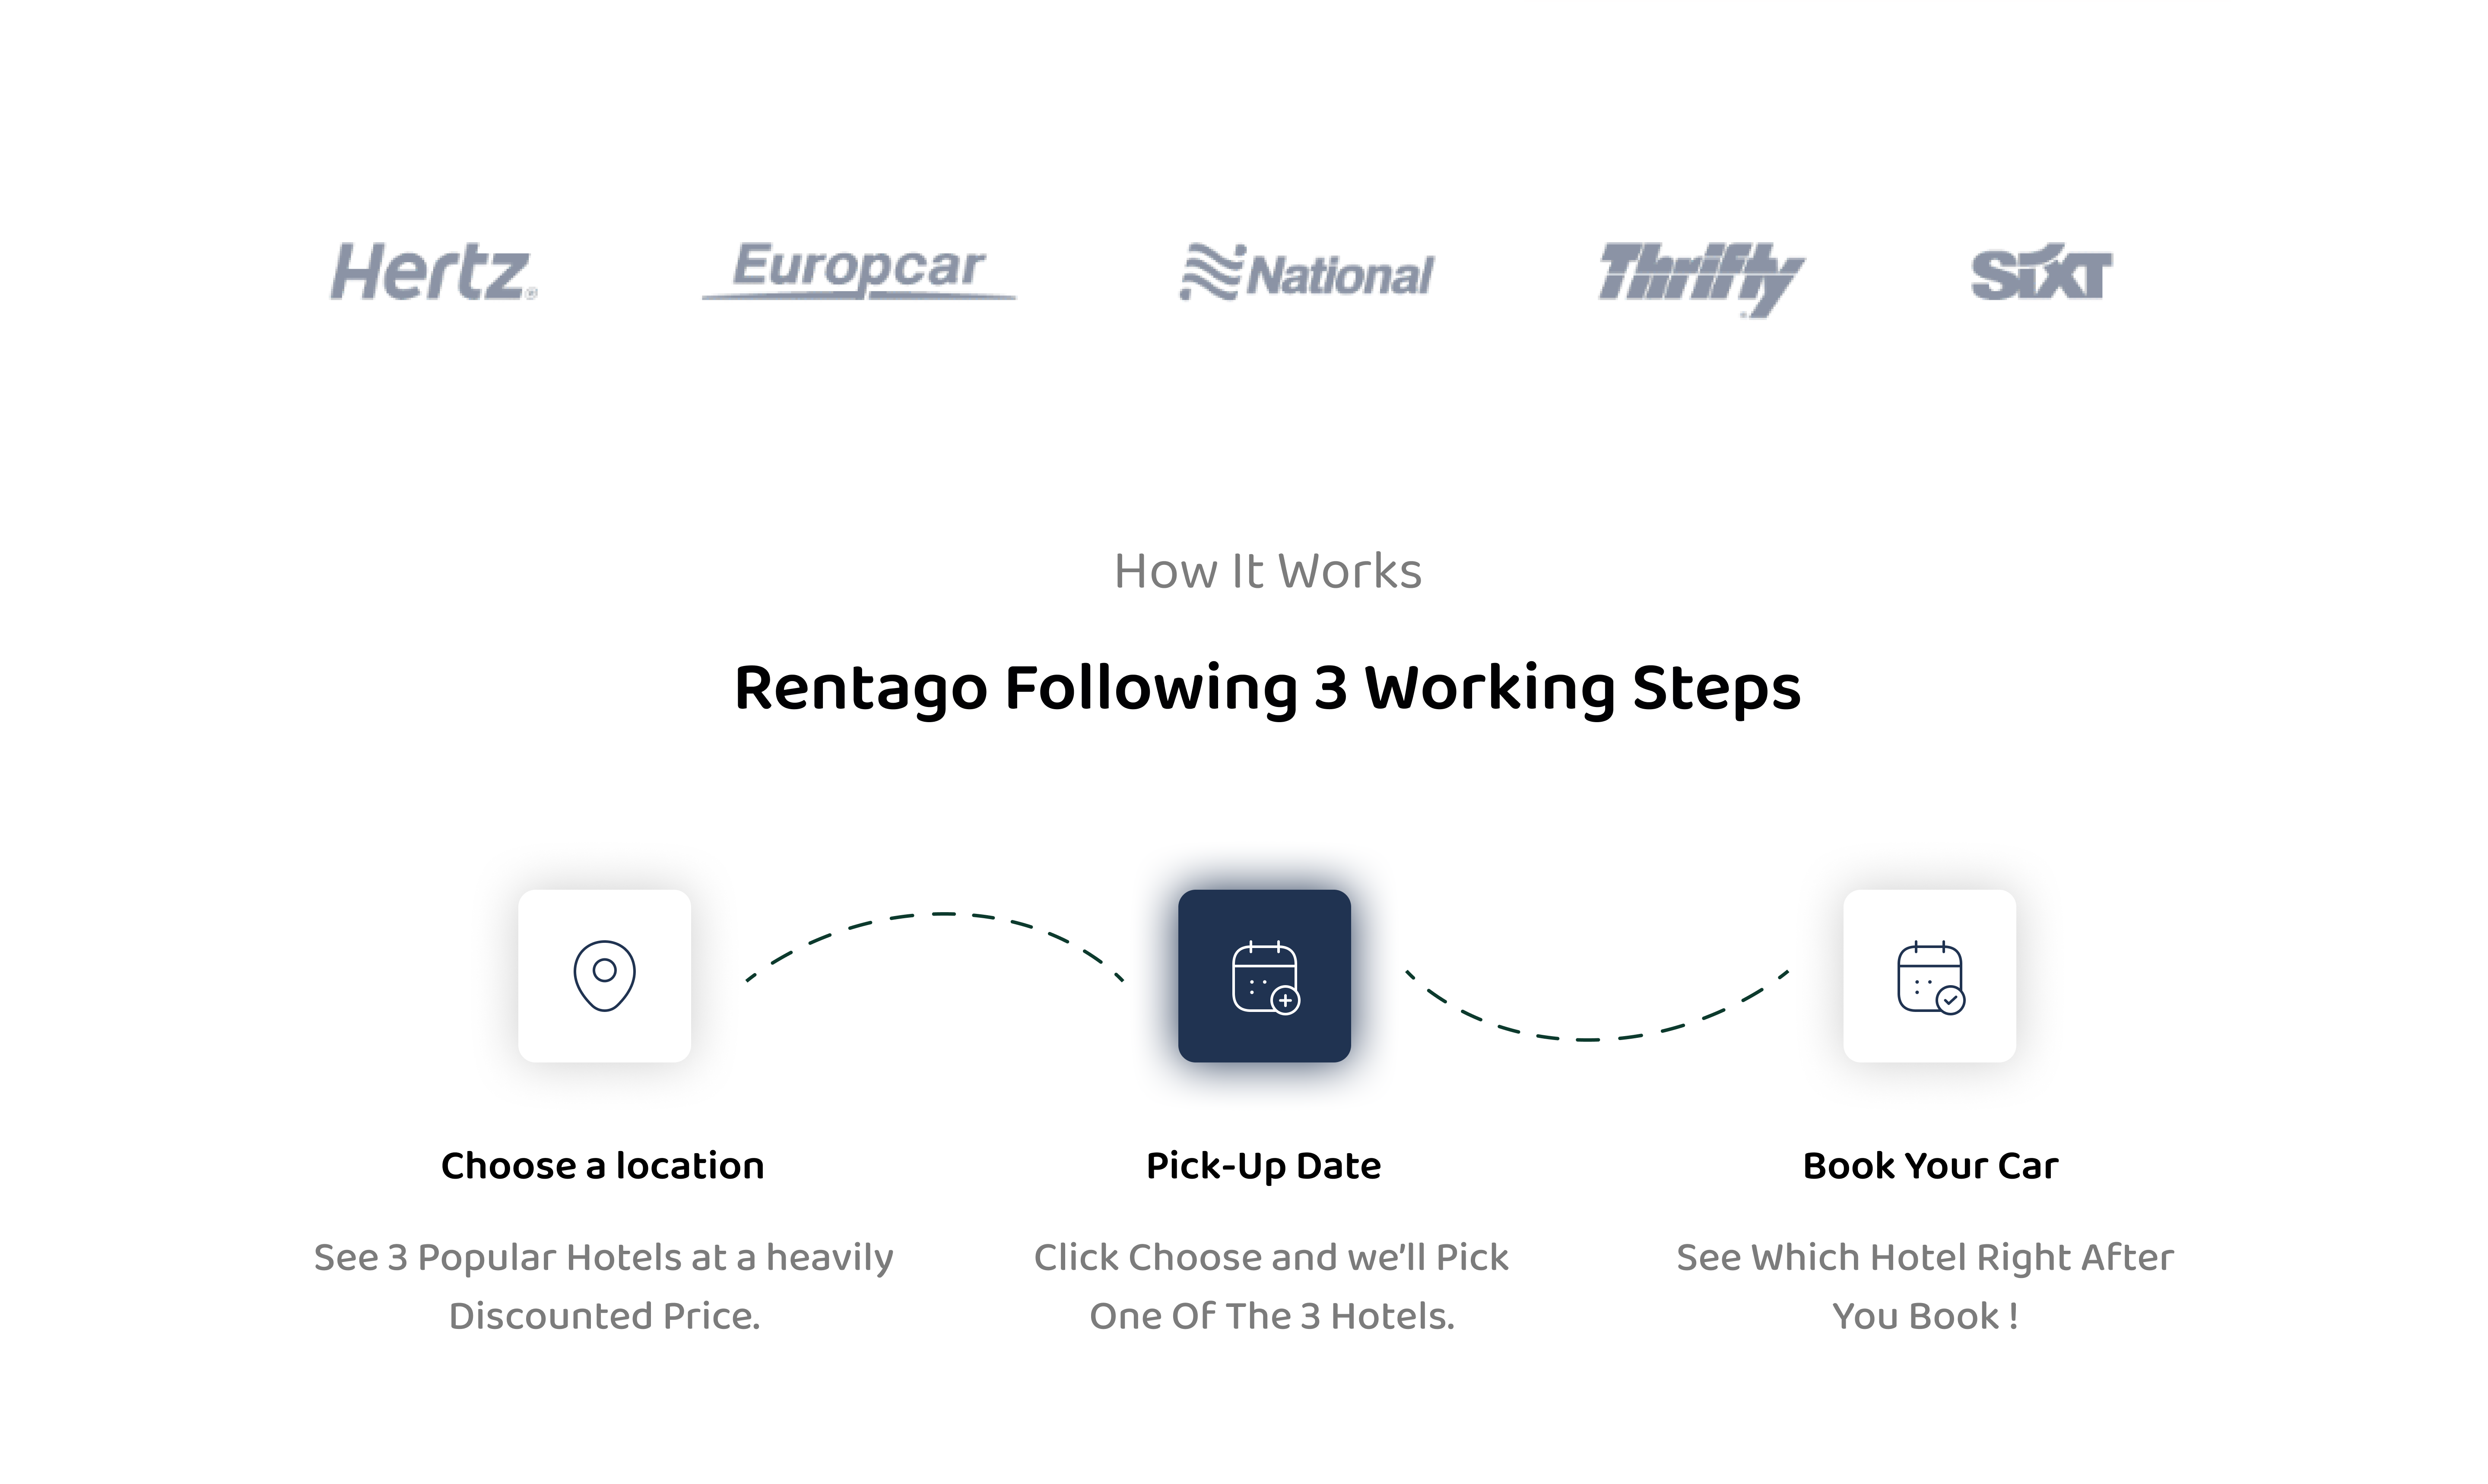 Hertz®
Europcar
National
Thrifty
SIXT
How It Works
Rentago Following 3 Working Steps
Choose a location
See 3 Popular Hotels at a heavily
Discounted Price.
Pick-Up Date
Click Choose and we'll Pick
One Of The 3 Hotels.
Book Your Car
See Which Hotel Right After
You Book !